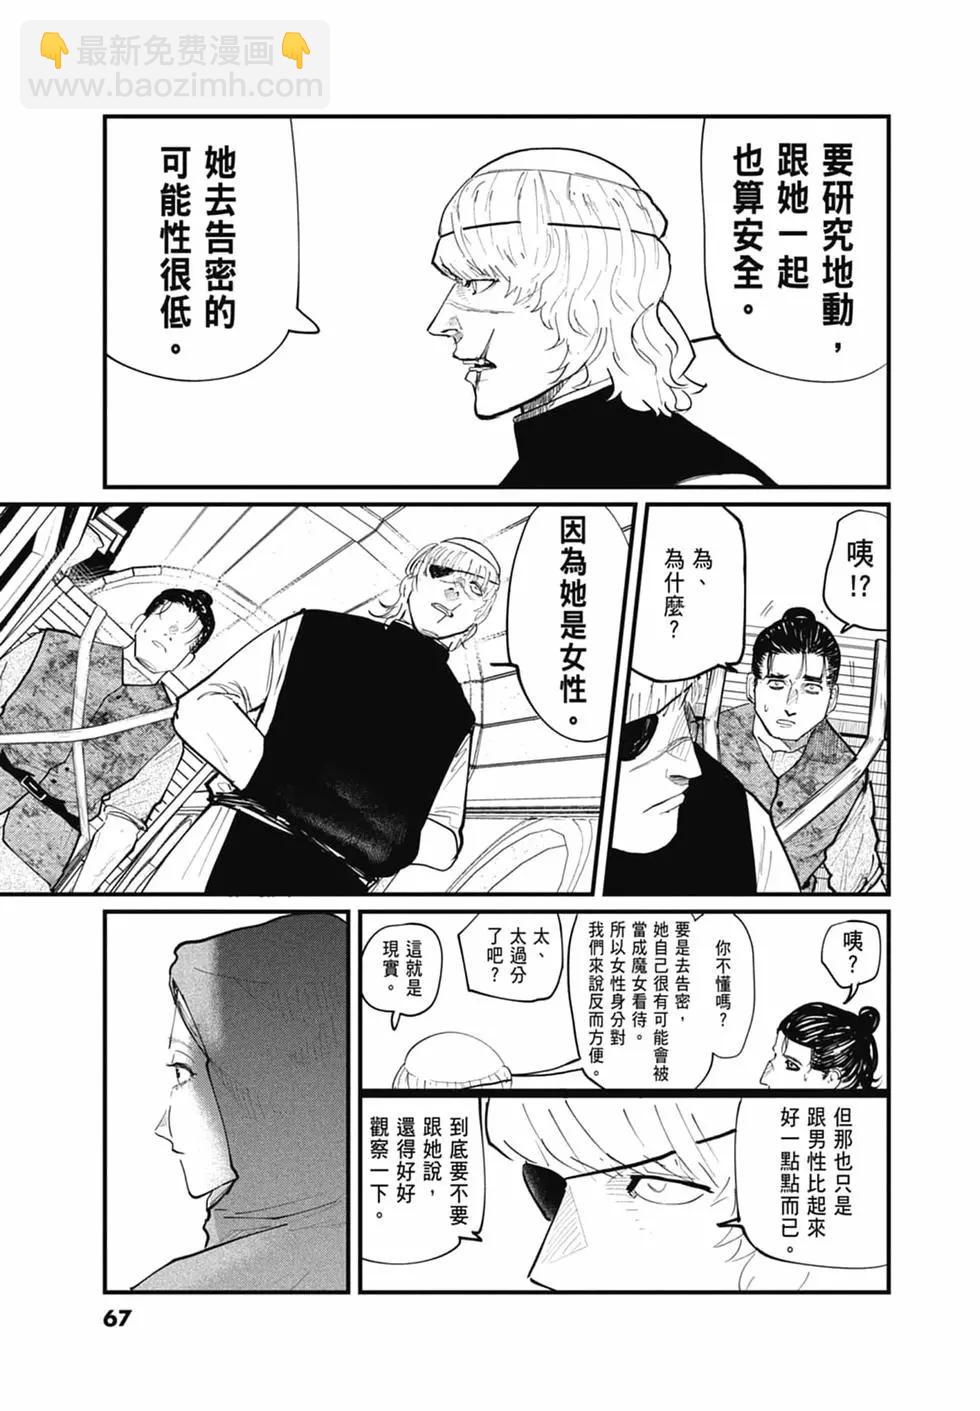 👇最新免费漫画👇
www.baozimh.com
要研究地動，
跟她一起
也算安全。
她去告密的
可能性很低。
咦!?
為、
為什麼？
因為她是女性。
咦？
你不懂嗎？
要是去告密，
她自己很有可能會被
當成魔女看待。
所以女性身分對
我們來說反而方便。
太、
太過分
了吧？
這就是
現實。
但那也只是
跟男性比起來
好一點點而已。
到底要不要
跟她說，
還得好好
觀察一下。
67